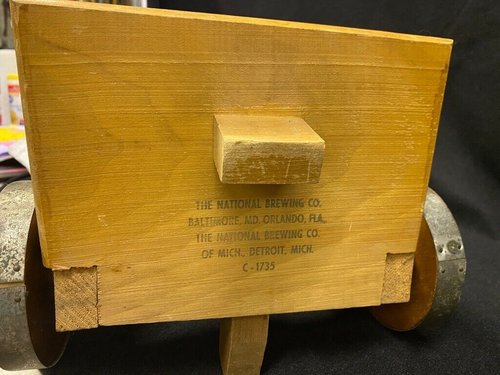 THE NATIONAL BREWING CO.
BALTIMORE, MD. ORLANDO, FLA.
THE NATIONAL BREWING CO.
OF MICH., DETROIT, MICH.
C-1735